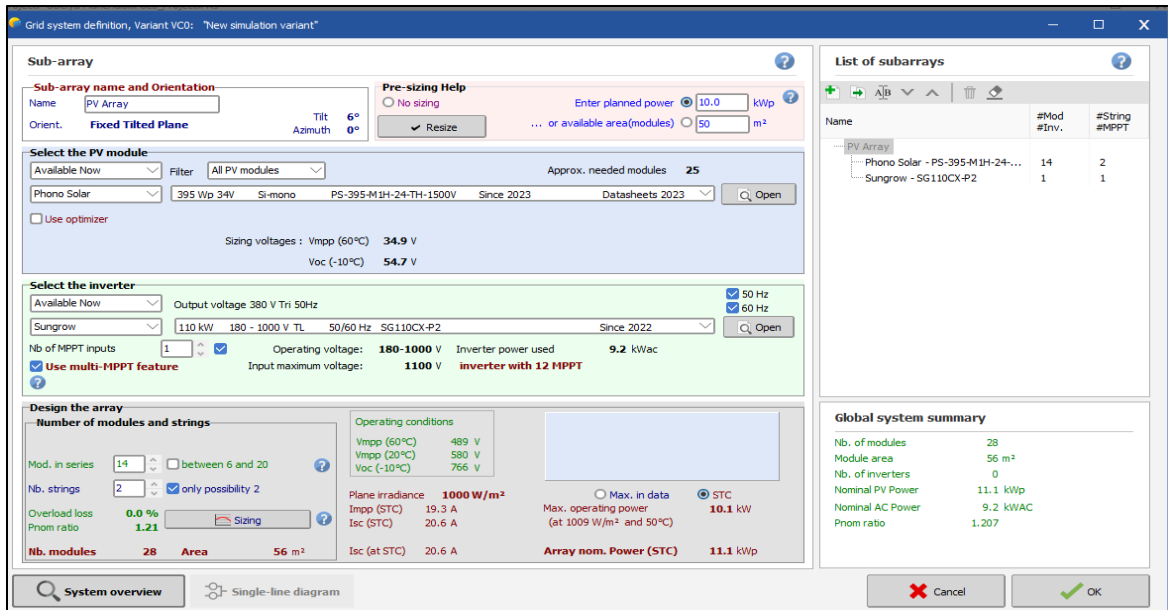 Grid system definition, Variant VC0: "New simulation variant"
Sub-array
Sub-array name and Orientation
Name PV Array
Orient. Fixed Tilted Plane
Tilt 6°
Azimuth 0°
Pre-sizing Help
No sizing
Enter planned power 10.0 kWp
Resize
... or available area(modules) 50 m²
Select the PV module
Available Now Filter All PV modules Approx. needed modules 25
Phono Solar 395 Wp 34V Si-mono PS-395-M1H-24-TH-1500V Since 2023 Datasheets 2023 Open
Use optimizer
Sizing voltages : Vmpp (60°C) 34.9 V
Voc (-10°C) 54.7 V
Select the inverter
Available Now Output voltage 380 V Tri 50Hz
50 Hz
60 Hz
Sungrow 110 kW 180 - 1000 V TL 50/60 Hz SG110CX-P2 Since 2022 Open
Nb of MPPT inputs 1 Operating voltage: 180-1000 V Inverter power used 9.2 kWac
Use multi-MPPT feature Input maximum voltage: 1100 V inverter with 12 MPPT
Design the array
Number of modules and strings
Mod. in series 14 between 6 and 20
Nb. strings 2 only possibility 2
Overload loss 0.0 %
Pnom ratio 1.21
Sizing
Nb. modules 28 Area 56 m²
Operating conditions
Vmpp (60°C) 489 V
Vmpp (20°C) 580 V
Voc (-10°C) 766 V
Plane irradiance 1000 W/m²
Impp (STC) 19.3 A
Isc (STC) 20.6 A
Isc (at STC) 20.6 A
Max. in data STC
Max. operating power 10.1 kW
(at 1009 W/m² and 50°C)
Array nom. Power (STC) 11.1 kWp
System overview
Single-line diagram
List of subarrays
Name #Mod #String
#Inv. #MPPT
PV Array
Phono Solar - PS-395-M1H-24-... 14 2
Sungrow - SG110CX-P2 1 1
Global system summary
Nb. of modules 28
Module area 56 m²
Nb. of inverters 0
Nominal PV Power 11.1 kWp
Nominal AC Power 9.2 kWAC
Pnom ratio 1.207
Cancel
OK